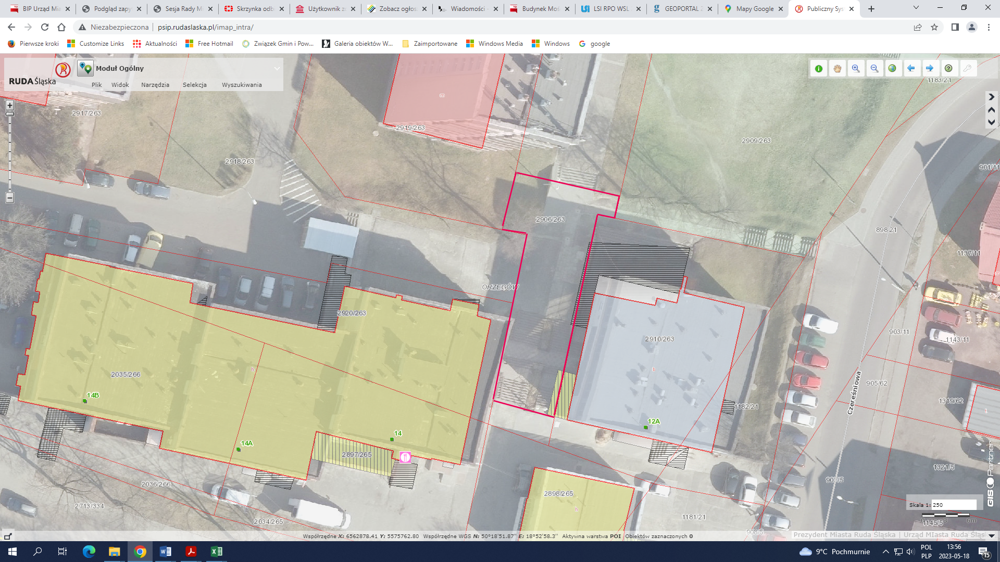 BIP Urząd Mia
Podgląd zapy
Sesja Rady M
Skrzynka odb
Użytkownik z
Zobacz ogłos
Wiadomości -
Budynek Moś
LSI RPO WSL
GEOPORTAL 2
Mapy Google
Publiczny Sys
Niezabezpieczona
psip.rudaslaska.pl/imap_intra/
Pierwsze kroki
Customize Links
Aktualności
Free Hotmail
Związek Gmin i Pow...
Galeria obiektów W...
Zaimportowane
Windows Media
Windows
google
RUDA Śląska
Moduł Ogólny
Plik Widok Narzędzia Selekcja Wyszukiwania
1183/21
m
2917/263
2919/263
2909/263
2918/263
901/11
2906/263
898/21
1137/11
ORZEGÓW
2920/263
903/11
2910/263
1143/11
2035/266
h
b
905/62
Czereśniowa
14B
1319/62
1182/21
12A
14
14A
2897/265
1321/5
2036/266
2898/265
h
2713/334
2034/265
1181/21
908/5
1145/5
GIS Partner
Skala 1: 250
Współrzędne X: 6562878.41 Y: 5575762.80 Współrzędne WGS N: 50°18'51.87" E: 18°52'58.3" Aktywna warstwa POI Obiektów zaznaczonych 0
Prezydent Miasta Ruda Śląska | Urząd MIasta Ruda Śląs
9°C Pochmurnie
POL
PLP
13:56
2023-05-18
15